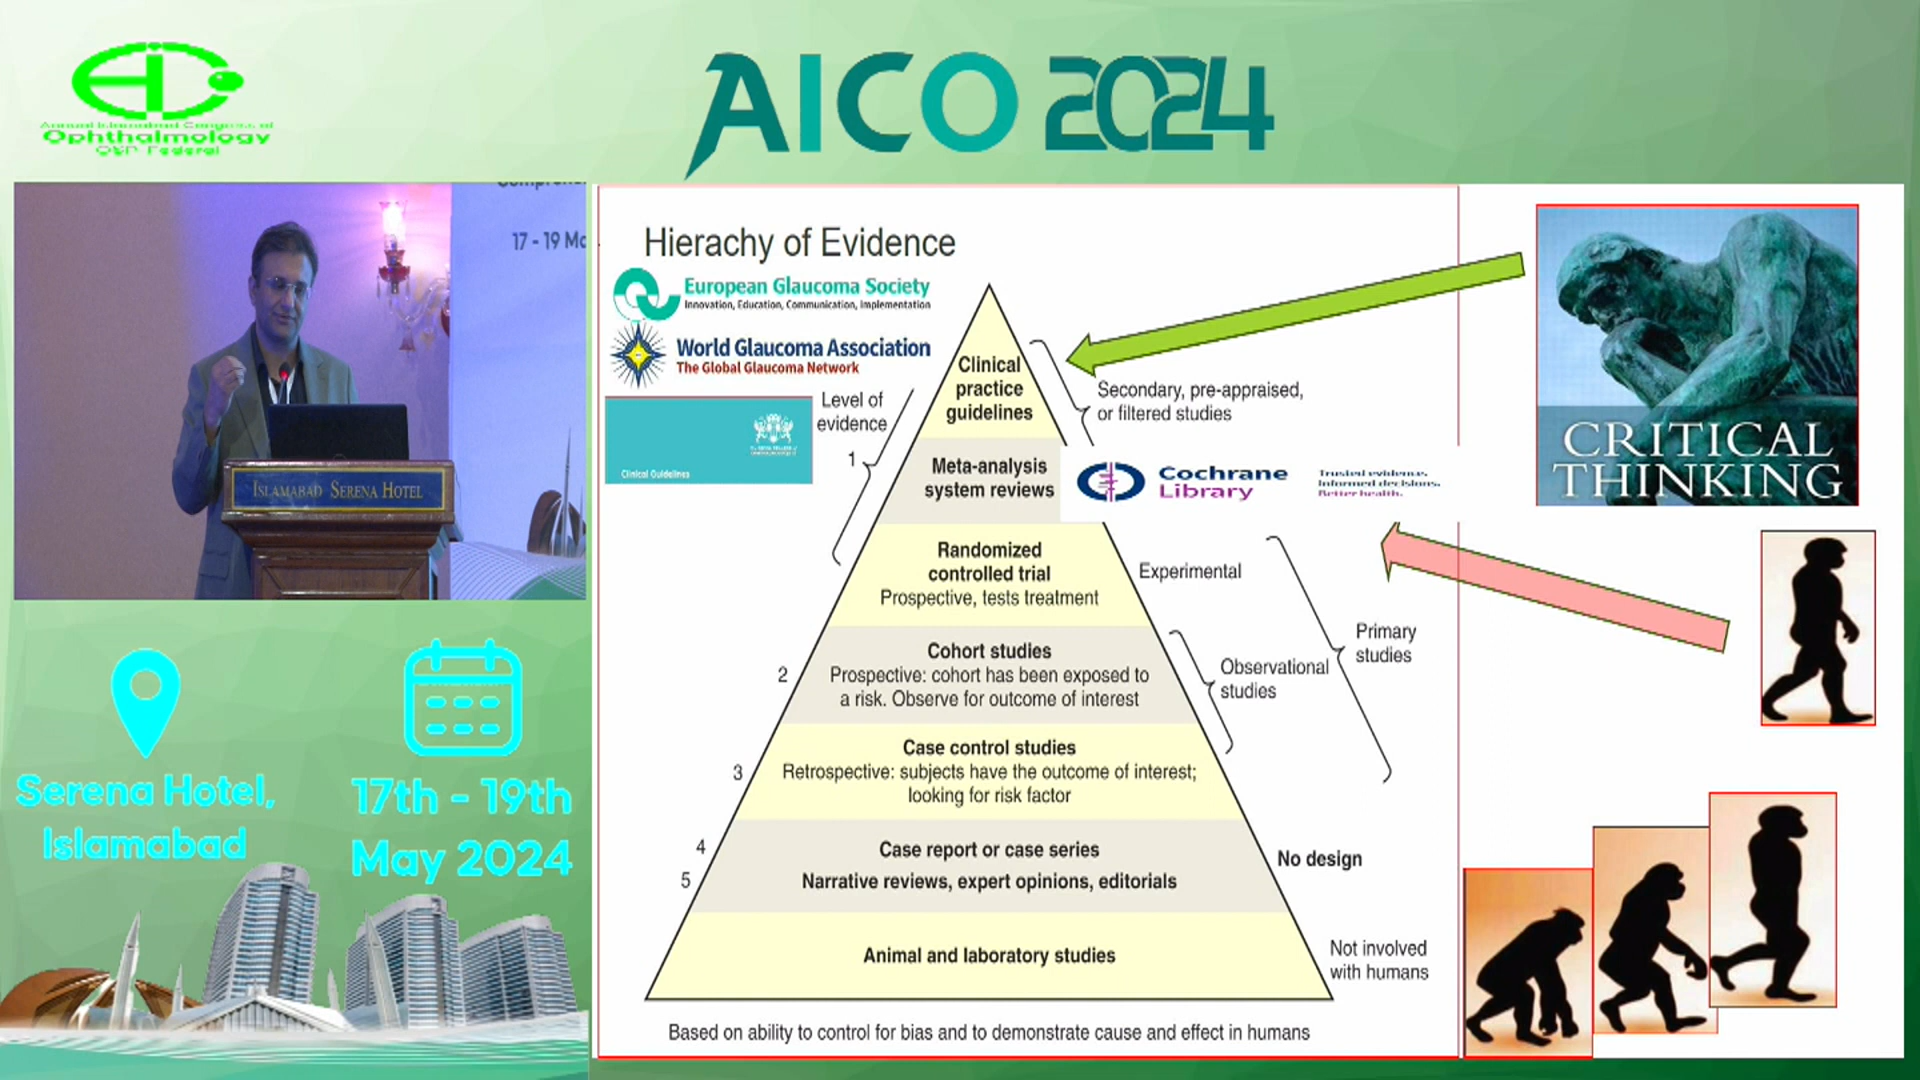 Annual Islamabad Congress of
Ophthalmology
OSP Federal
AICO 2024
17 - 19 Ma
ISLAMABAD SERENA HOTEL
Serena Hotel,
Islamabad
17th - 19th
May 2024
Hierachy of Evidence
European Glaucoma Society
Innovation, Education, Communication, Implementation
World Glaucoma Association
The Global Glaucoma Network
Clinical Guidelines
Level of
evidence
1
2
3
4
5
Clinical
practice
guidelines
Secondary, pre-appraised,
or filtered studies
Meta-analysis
system reviews
Cochrane
Library
Trusted evidence.
Informed decisions.
Better health.
Randomized
controlled trial
Prospective, tests treatment
Experimental
Cohort studies
Prospective: cohort has been exposed to
a risk. Observe for outcome of interest
Observational
studies
Primary
studies
Case control studies
Retrospective: subjects have the outcome of interest;
looking for risk factor
Case report or case series
Narrative reviews, expert opinions, editorials
No design
Animal and laboratory studies
Not involved
with humans
Based on ability to control for bias and to demonstrate cause and effect in humans
CRITICAL
THINKING